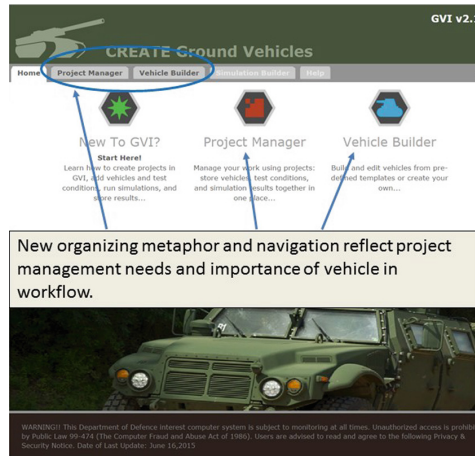 GVI v2.
CREATE Ground Vehicles
Home Project Manager Vehicle Builder Simulation Builder Help
New To GVI? Project Manager Vehicle Builder
Start Here!
Learn how to create projects in
GVI, add vehicles and test
conditions, run simulations, and
store results...
Manage your work using projects:
store vehicles, test conditions,
and simulation results together in
one place...
Build and edit vehicles from pre-
defined templates or create your
own...
New organizing metaphor and navigation reflect project
management needs and importance of vehicle in
workflow.
WARNING!! This Department of Defence interest computer system is subject to monitoring at all times. Unauthorized access is prohibi
by Public Law 99-474 (The Computer Fraud and Abuse Act of 1986). Users are advised to read and agree to the following Privacy &
Security Notice. Date of Last Update: June 16,2015